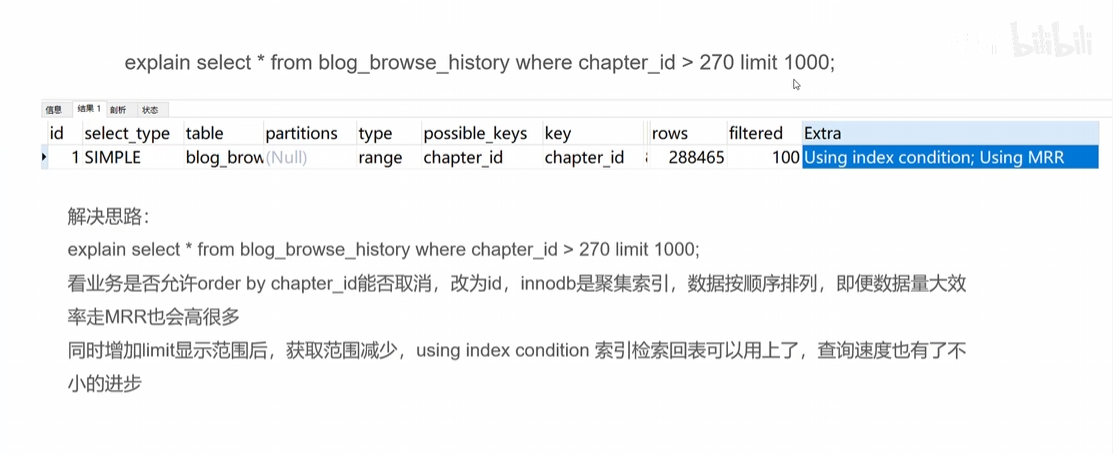 bilibili
explain select * from blog_browse_history where chapter_id > 270 limit 1000;
信息 结果 1 剖析 状态
id select_type table partitions type possible_keys key rows filtered Extra
1 SIMPLE blog_brow (Null) range chapter_id chapter_id 288465 100 Using index condition; Using MRR
解决思路：
explain select * from blog_browse_history where chapter_id > 270 limit 1000;
看业务是否允许order by chapter_id能否取消，改为id，innodb是聚集索引，数据按顺序排列，即便数据量大效
率走MRR也会高很多
同时增加limit显示范围后，获取范围减少，using index condition 索引检索回表可以用上了，查询速度也有了不
小的进步